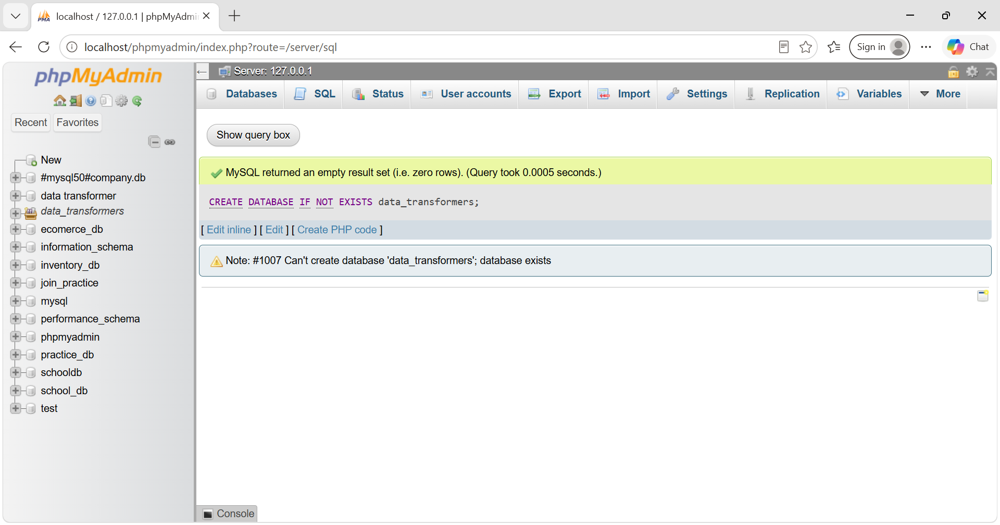 localhost / 127.0.0.1 | phpMyAdmi
localhost/phpmyadmin/index.php?route=/server/sql
Sign in
Chat
phpMyAdmin
Recent
Favorites
New
#mysql50#company.db
data transformer
data_transformers
ecomerce_db
information_schema
inventory_db
join_practice
mysql
performance_schema
phpmyadmin
practice_db
schooldb
school_db
test
Server: 127.0.0.1
Databases
SQL
Status
User accounts
Export
Import
Settings
Replication
Variables
More
Show query box
MySQL returned an empty result set (i.e. zero rows). (Query took 0.0005 seconds.)
CREATE DATABASE IF NOT EXISTS data_transformers;
[ Edit inline ] [ Edit ] [ Create PHP code ]
Note: #1007 Can't create database 'data_transformers'; database exists
Console